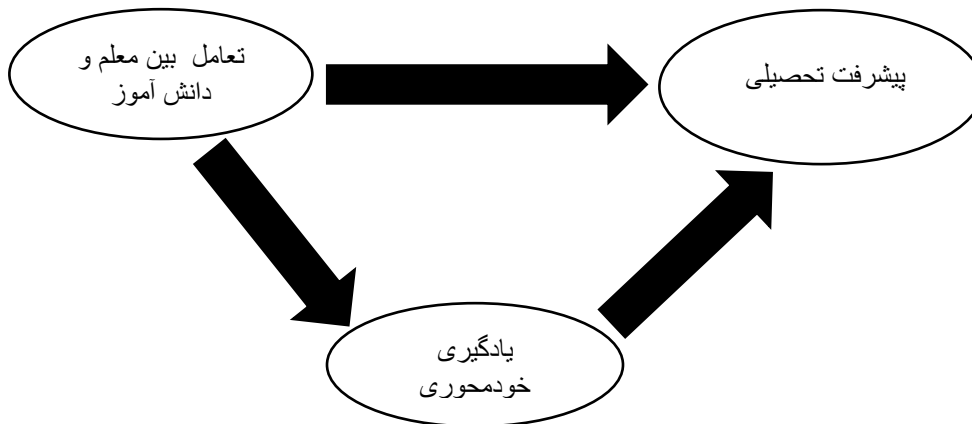 تعامل بین معلم و
دانش آموز
پیشرفت تحصیلی
یادگیری
خودمحوری